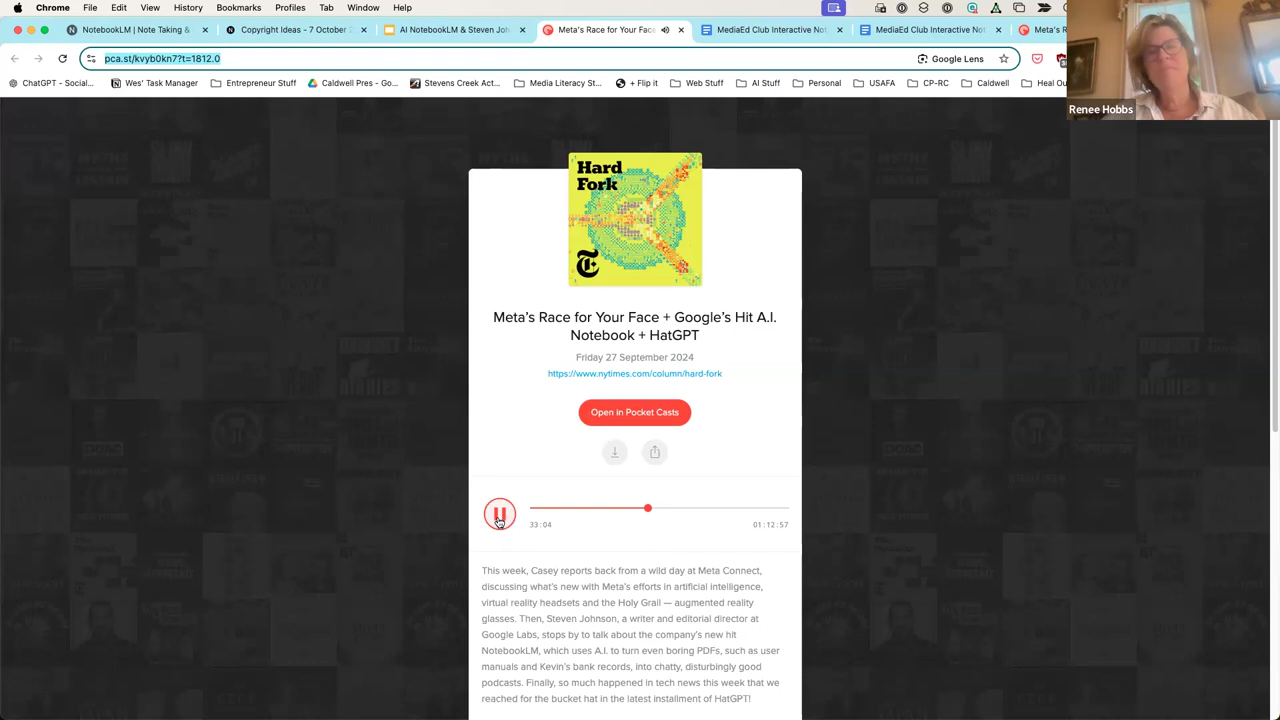 Chrome File Edit View History Bookmarks Profiles Tab Window Help
NotebookLM | Note Taking & Copyright Ideas - 7 October 2 AI NotebookLM & Steven Joh Meta's Race for Your Face MediaEd Club Interactive Not MediaEd Club Interactive Not Meta's R
pca.st/kvyb0kn7?t=1812.0 Google Lens
ChatGPT - Social... Wes' Task Manager Entrepreneur Stuff Caldwell Pres - Go... Stevens Creek Act... Media Literacy St... + Flip it Web Stuff AI Stuff Personal USAFA CP-RC Caldwell Heal Ou
Renee Hobbs
Hard
Fork
T
Meta's Race for Your Face + Google's Hit A.I.
Notebook + HatGPT
Friday 27 September 2024
https://www.nytimes.com/column/hard-fork
Open in Pocket Casts
33:04 01:12:57
This week, Casey reports back from a wild day at Meta Connect,
discussing what's new with Meta's efforts in artificial intelligence,
virtual reality headsets and the Holy Grail — augmented reality
glasses. Then, Steven Johnson, a writer and editorial director at
Google Labs, stops by to talk about the company's new hit
NotebookLM, which uses A.I. to turn even boring PDFs, such as user
manuals and Kevin's bank records, into chatty, disturbingly good
podcasts. Finally, so much happened in tech news this week that we
reached for the bucket hat in the latest installment of HatGPT!